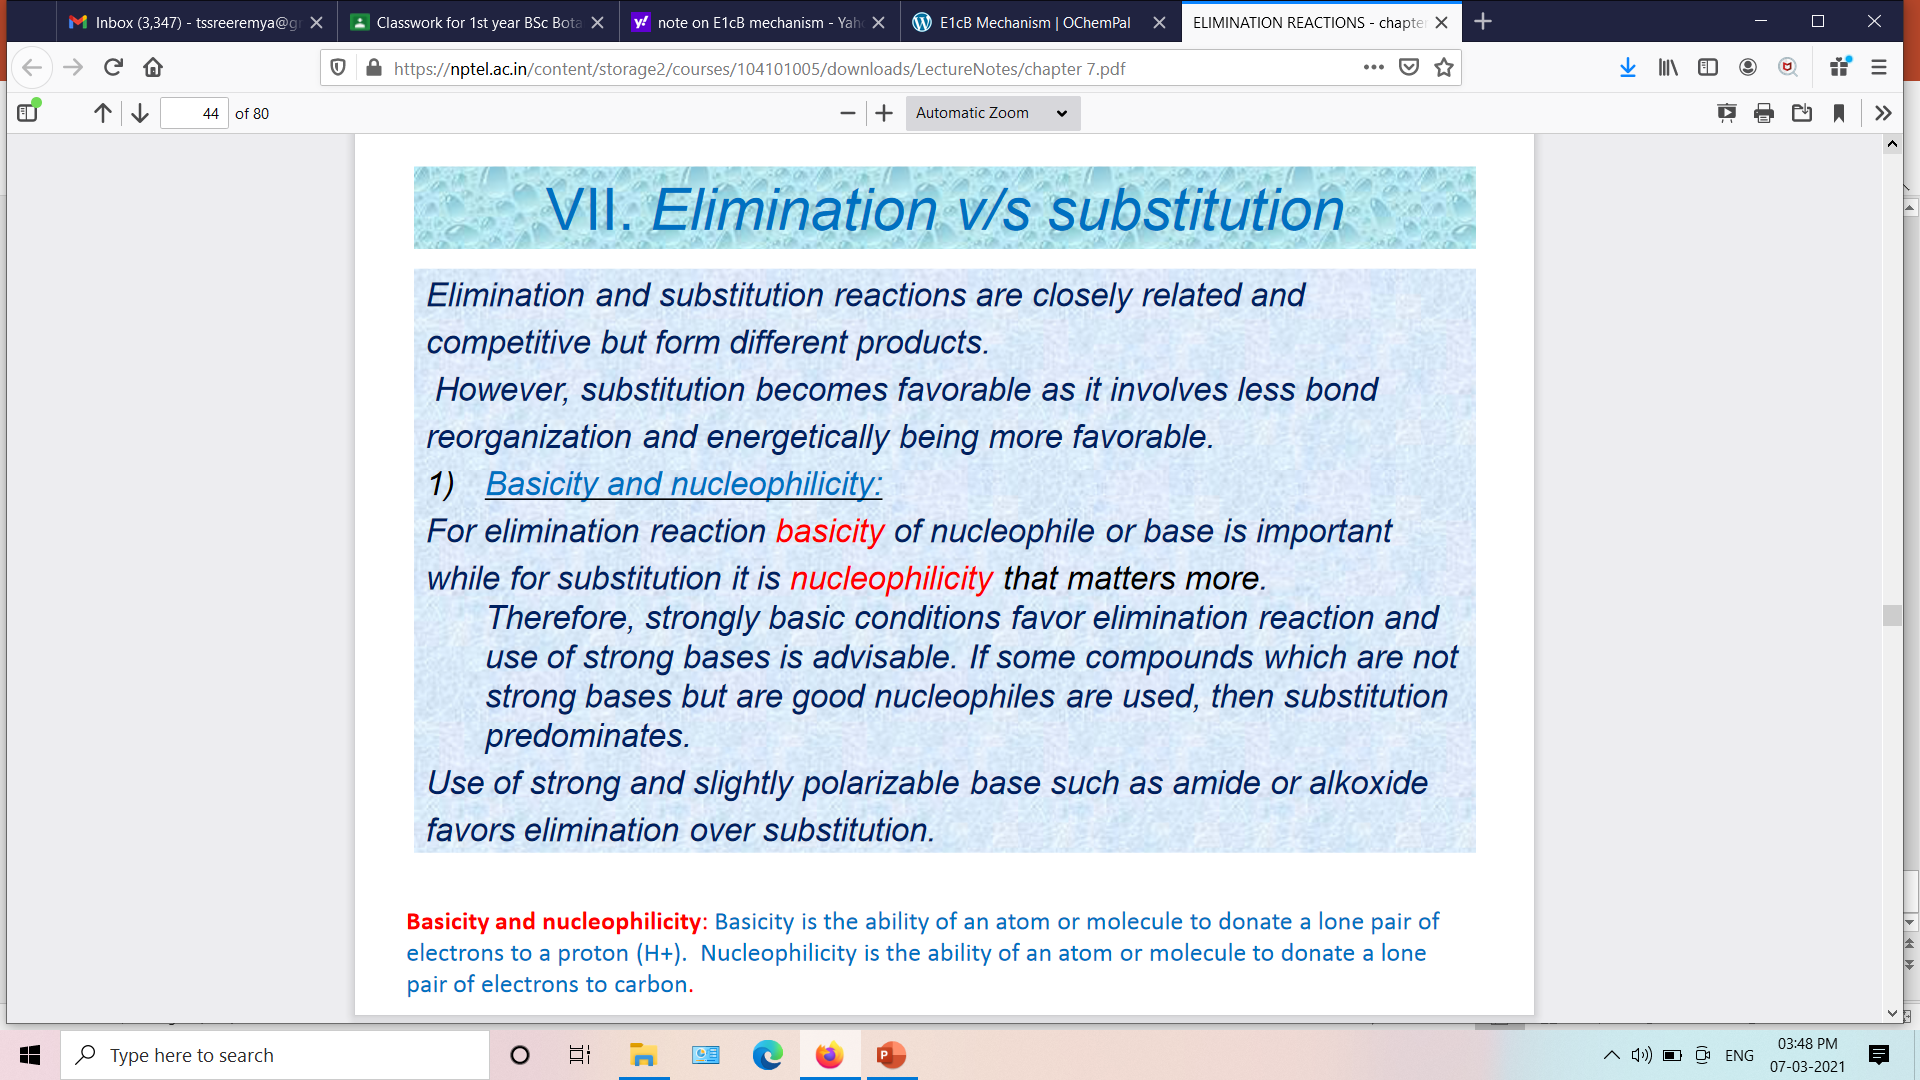 Inbox (3,347) - tssreeremya@g
Classwork for 1st year BSc Bota
note on E1cB mechanism - Yah
E1cB Mechanism | OChemPal
ELIMINATION REACTIONS - chapte
https://nptel.ac.in/content/storage2/courses/104101005/downloads/LectureNotes/chapter 7.pdf
44 of 80
Automatic Zoom
VII. Elimination v/s substitution
Elimination and substitution reactions are closely related and
competitive but form different products.
However, substitution becomes favorable as it involves less bond
reorganization and energetically being more favorable.
1) Basicity and nucleophilicity:
For elimination reaction basicity of nucleophile or base is important
while for substitution it is nucleophilicity that matters more.
Therefore, strongly basic conditions favor elimination reaction and
use of strong bases is advisable. If some compounds which are not
strong bases but are good nucleophiles are used, then substitution
predominates.
Use of strong and slightly polarizable base such as amide or alkoxide
favors elimination over substitution.
Basicity and nucleophilicity: Basicity is the ability of an atom or molecule to donate a lone pair of
electrons to a proton (H+). Nucleophilicity is the ability of an atom or molecule to donate a lone
pair of electrons to carbon.
Type here to search
ENG
03:48 PM
07-03-2021